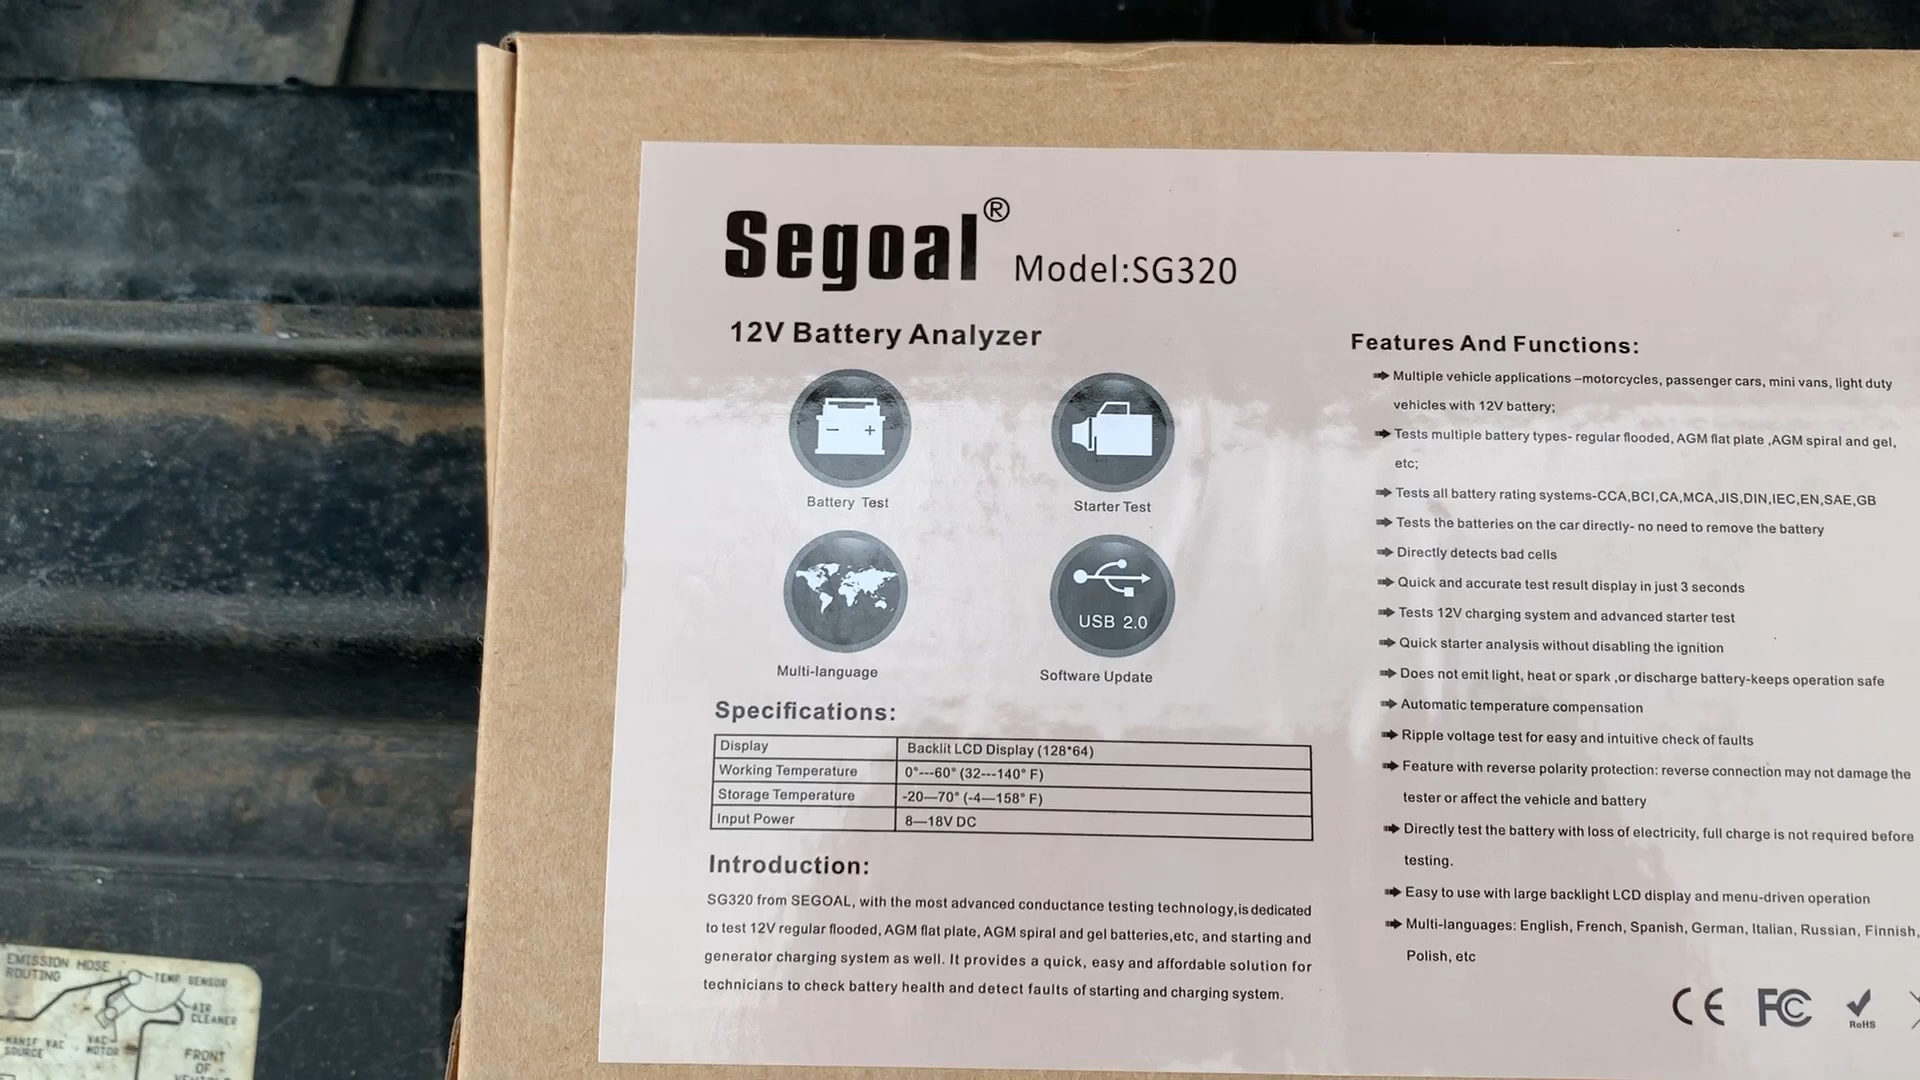 Segoal® Model:SG320
12V Battery Analyzer
Battery Test
Starter Test
Multi-language
USB 2.0
Software Update
Specifications:
Display Backlit LCD Display (128*64)
Working Temperature 0°---60° (32---140° F)
Storage Temperature -20—70° (-4—158° F)
Input Power 8—18V DC
Introduction:
SG320 from SEGOAL, with the most advanced conductance testing technology,is dedicated
to test 12V regular flooded, AGM flat plate, AGM spiral and gel batteries,etc, and starting and
generator charging system as well. It provides a quick, easy and affordable solution for
technicians to check battery health and detect faults of starting and charging system.
Features And Functions:
Multiple vehicle applications –motorcycles, passenger cars, mini vans, light duty
vehicles with 12V battery;
Tests multiple battery types- regular flooded, AGM flat plate ,AGM spiral and gel,
etc;
Tests all battery rating systems-CCA,BCI,CA,MCA,JIS,DIN,IEC,EN,SAE,GB
Tests the batteries on the car directly- no need to remove the battery
Directly detects bad cells
Quick and accurate test result display in just 3 seconds
Tests 12V charging system and advanced starter test
Quick starter analysis without disabling the ignition
Does not emit light, heat or spark ,or discharge battery-keeps operation safe
Automatic temperature compensation
Ripple voltage test for easy and intuitive check of faults
Feature with reverse polarity protection: reverse connection may not damage the
tester or affect the vehicle and battery
Directly test the battery with loss of electricity, full charge is not required before
testing.
Easy to use with large backlight LCD display and menu-driven operation
Multi-languages: English, French, Spanish, German, Italian, Russian, Finnish,
Polish, etc
CE FC RoHS
EMISSION HOSE
ROUTING
TEMP SENSOR
AIR
CLEANER
MANIF VAC
SOURCE
VAC
MOTOR
FRONT
OF